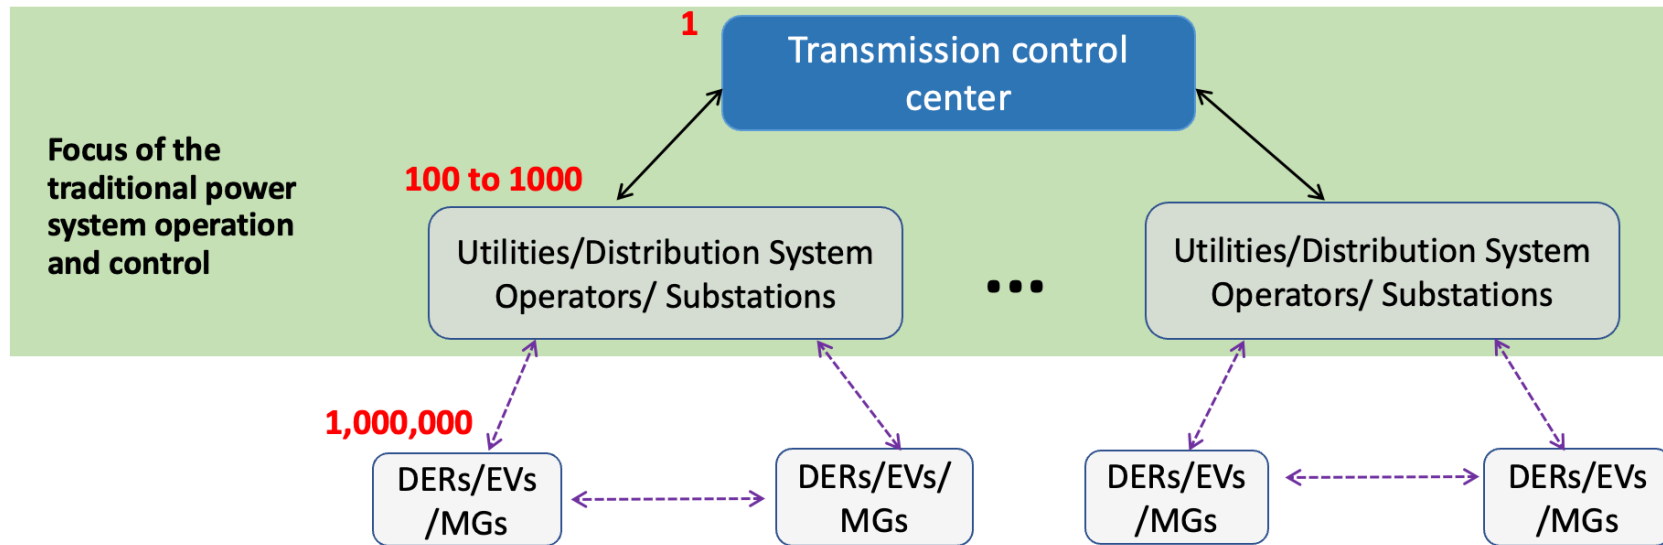 1
Transmission control
center
Focus of the
traditional power
system operation
and control
100 to 1000
Utilities/Distribution System
Operators/ Substations
...
Utilities/Distribution System
Operators/ Substations
1,000,000
DERs/EVs
/MGs
DERs/EVs/
MGs
DERs/EVs
/MGs
DERs/EVs
/MGs